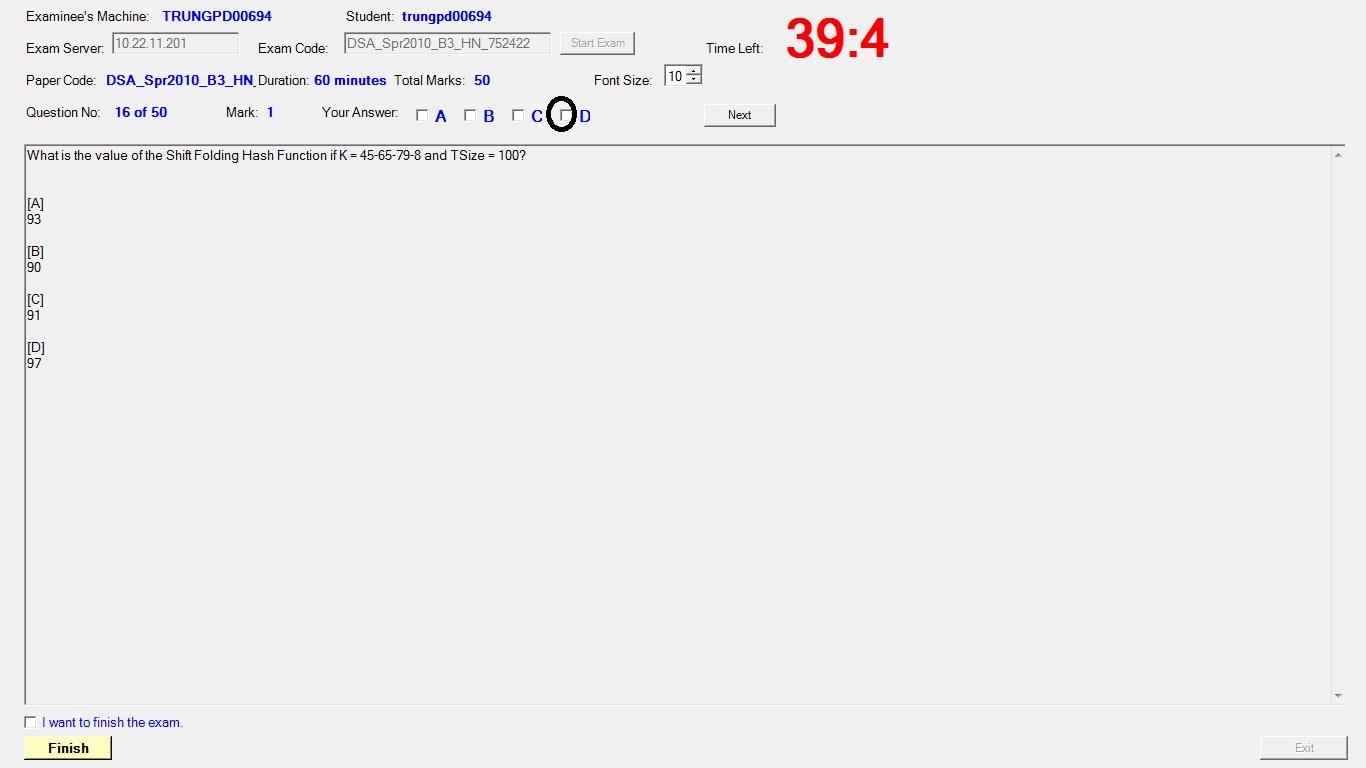 Examinee's Machine: TRUNGPD00694 Student: trungpd00694
39:4
Exam Server: 10.22.11.201 Exam Code: DSA_Spr2010_B3_HN_752422 Start Exam Time Left:
Paper Code: DSA_Spr2010_B3_HN_ Duration: 60 minutes Total Marks: 50 Font Size: 10
Question No: 16 of 50 Mark: 1 Your Answer: A B C D Next
What is the value of the Shift Folding Hash Function if K = 45-65-79-8 and TSize = 100?
[A]
93
[B]
90
[C]
91
[D]
97
I want to finish the exam.
Finish Exit